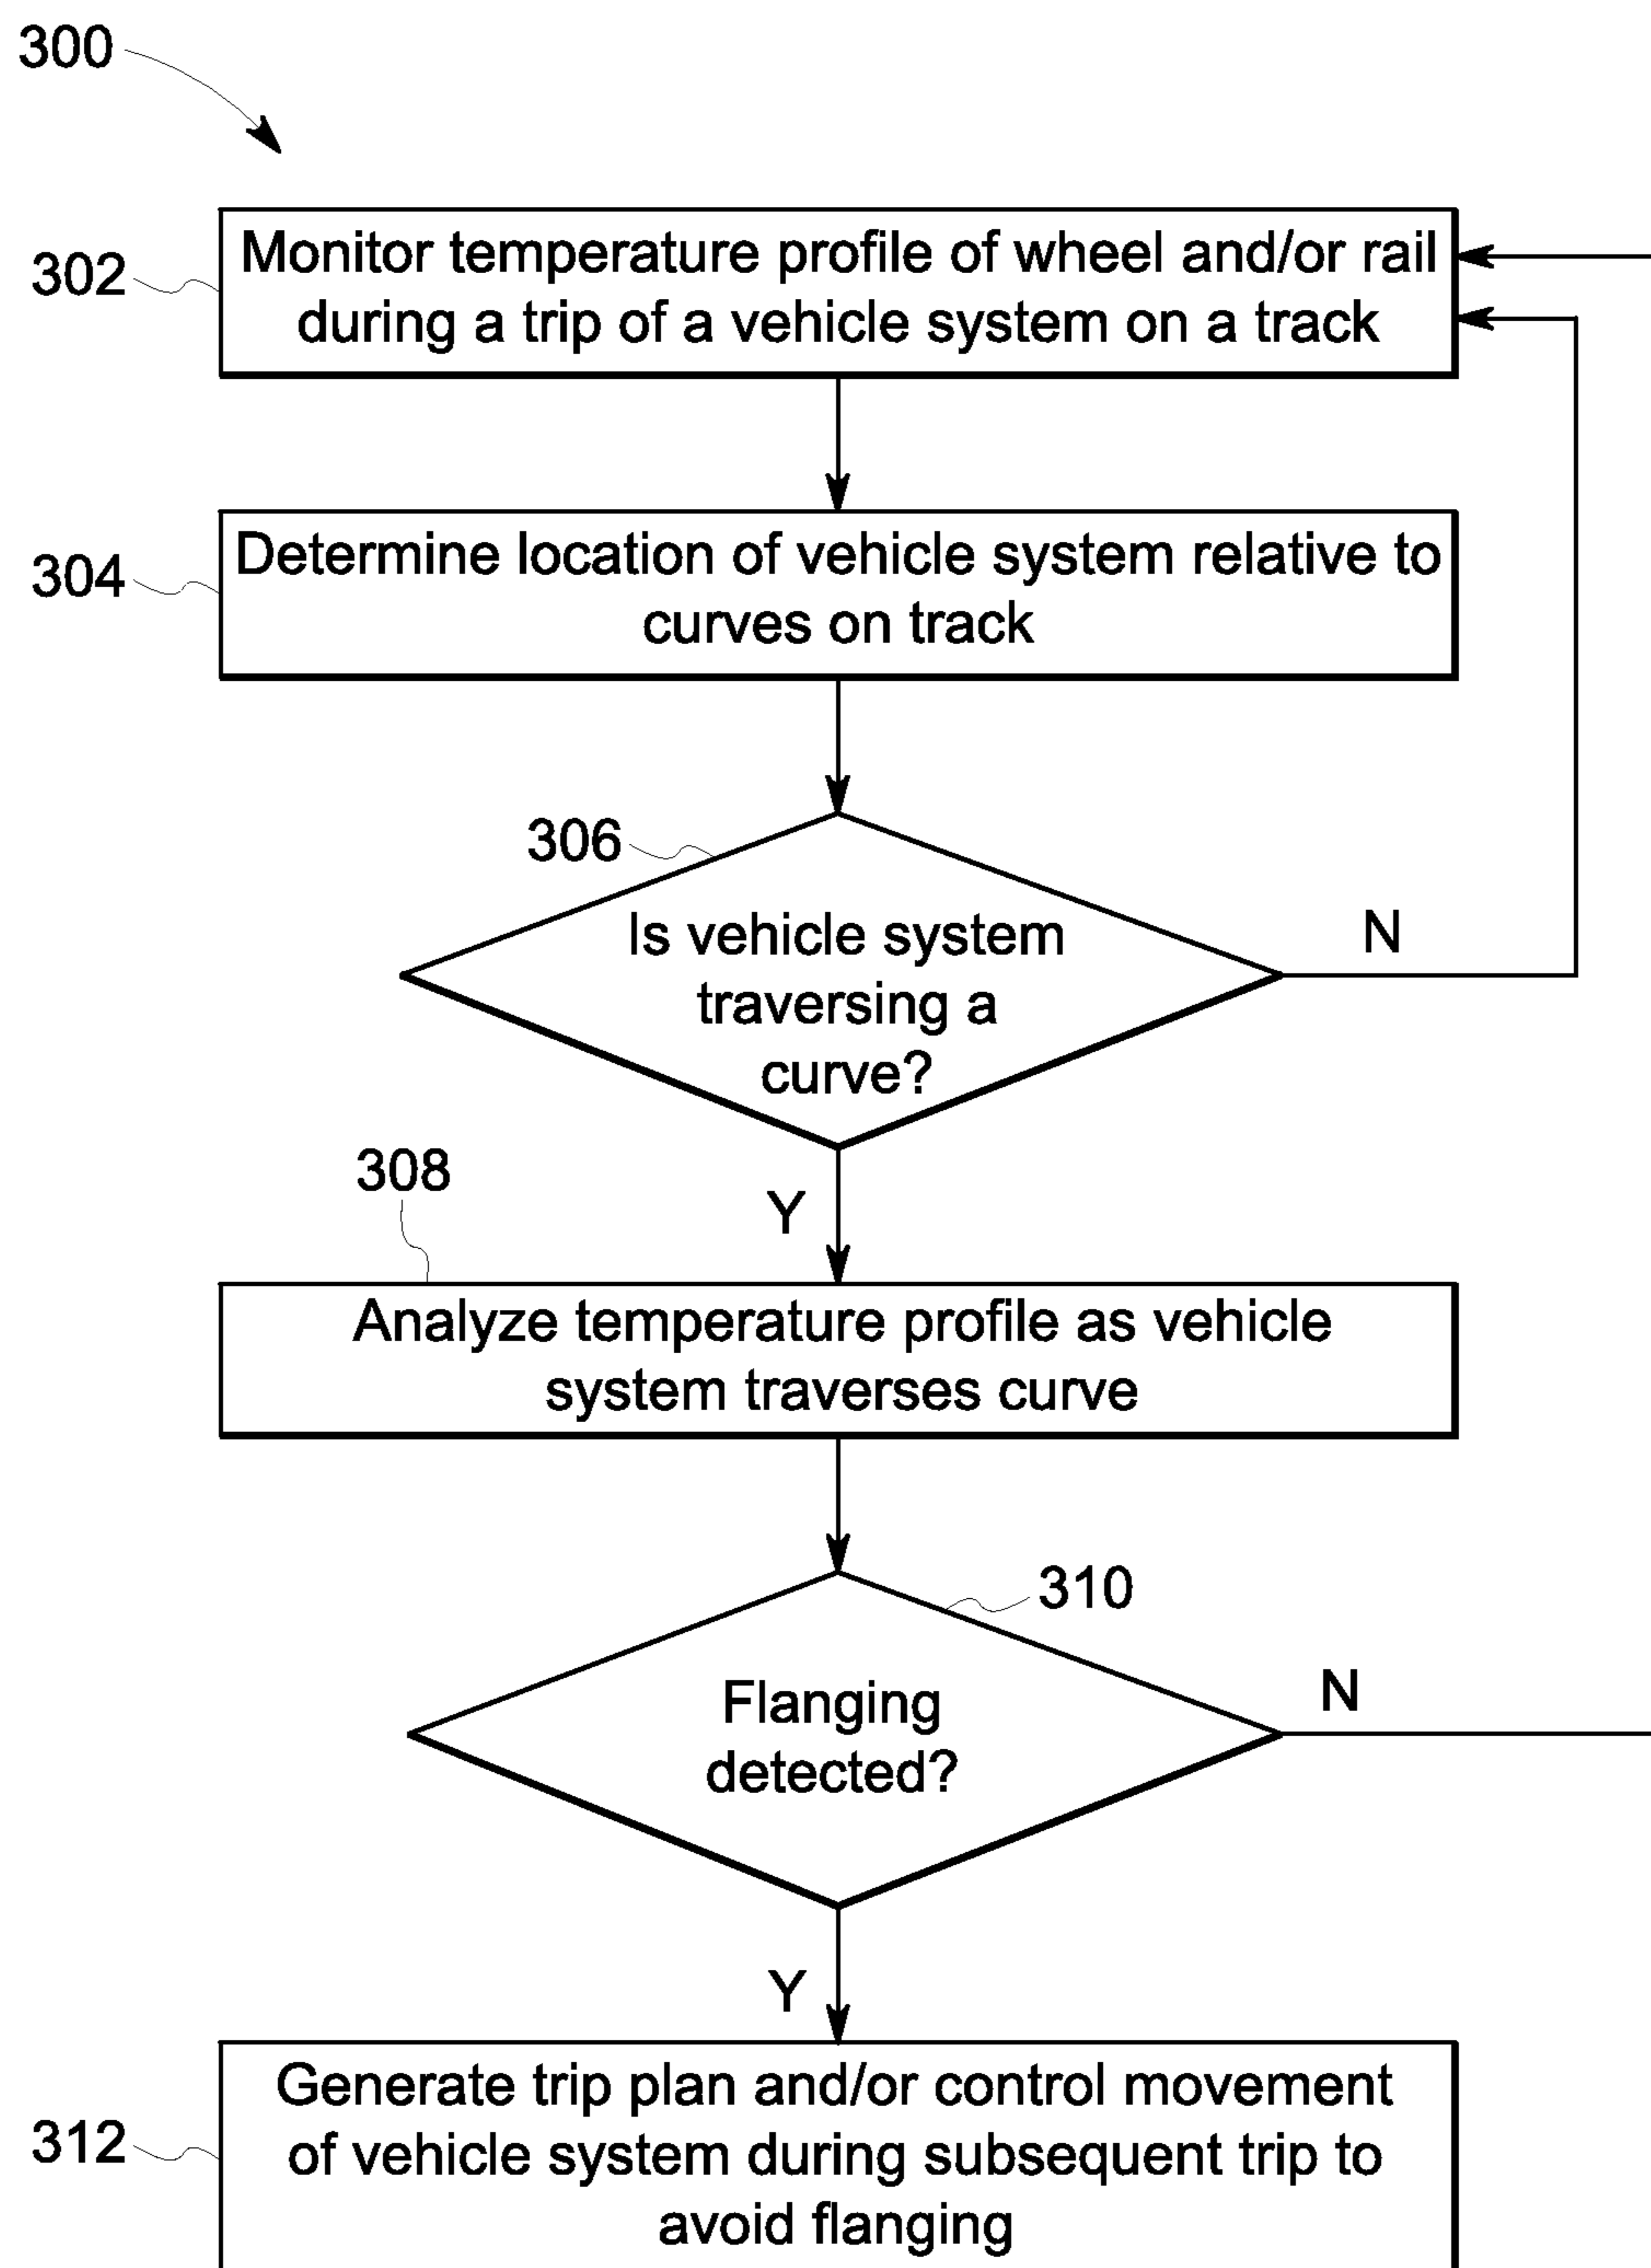 300
302
Monitor temperature profile of wheel and/or rail
during a trip of a vehicle system on a track
304
Determine location of vehicle system relative to
curves on track
306
Is vehicle system
traversing a
curve?
N
308
Y
Analyze temperature profile as vehicle
system traverses curve
310
Flanging
detected?
N
Y
312
Generate trip plan and/or control movement
of vehicle system during subsequent trip to
avoid flanging